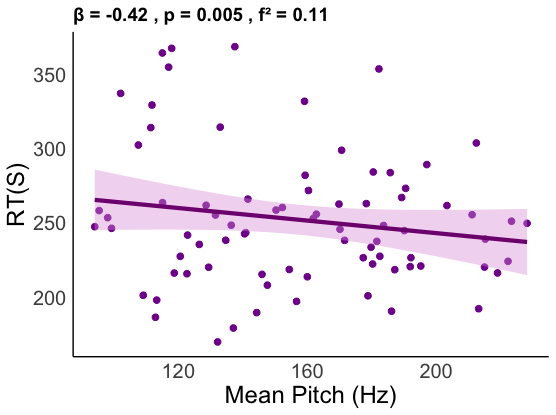 β = -0.42 , p = 0.005 , f² = 0.11
350
300
250
200
RT(S)
120 160 200
Mean Pitch (Hz)